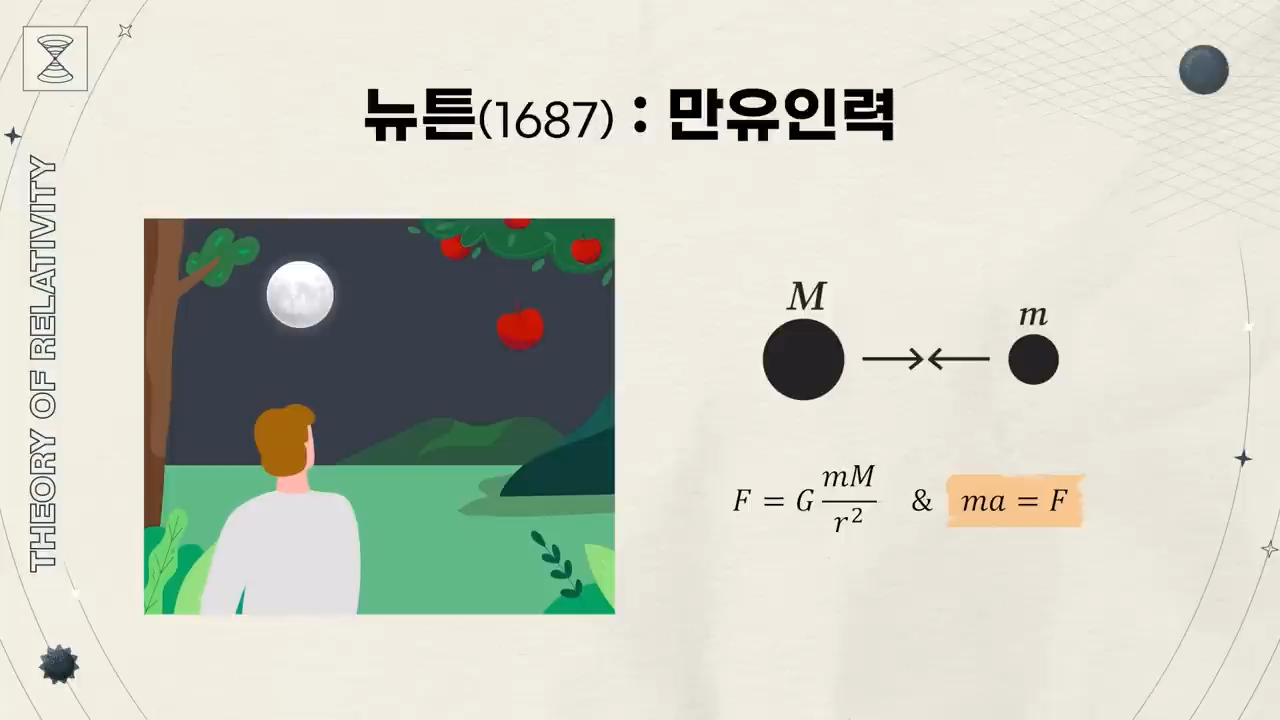 뉴튼(1687) : 만유인력
THEORY OF RELATIVITY
M
m
F = G mM/r² & ma = F